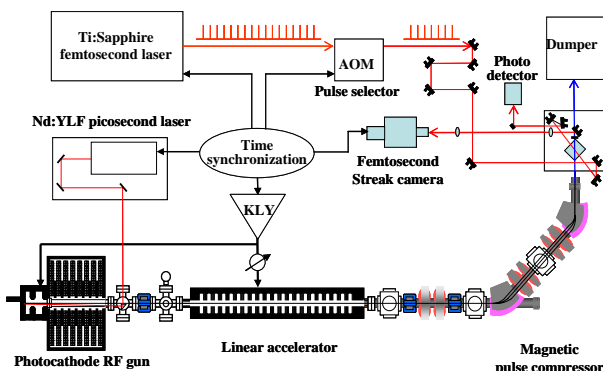 Ti:Sapphire
femtosecond laser
AOM
Pulse selector
Photo
detector
Dumper
Nd:YLF picosecond laser
Time
synchronization
Femtosecond
Streak camera
KLY
Photocathode RF gun
Linear accelerator
Magnetic
pulse compressor